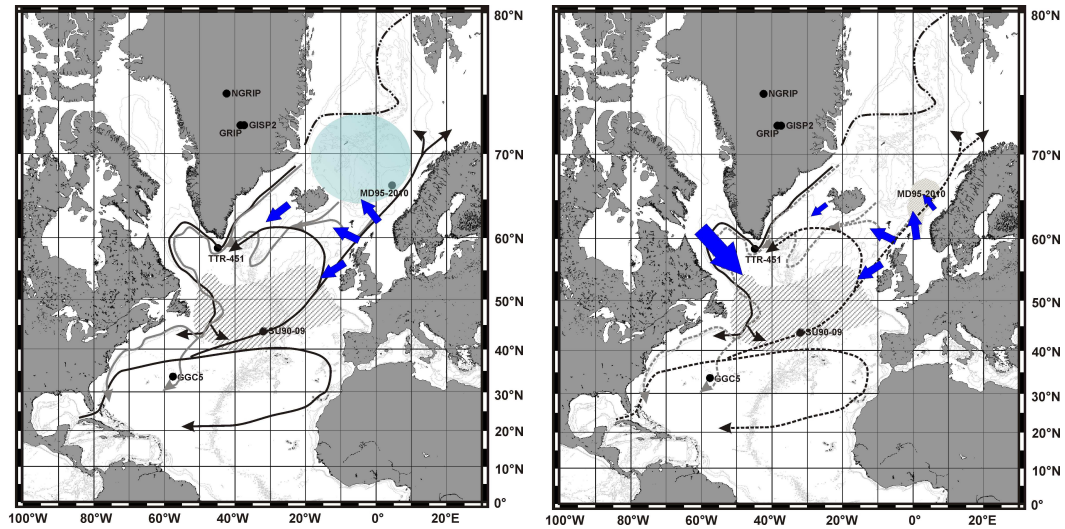 80°N
NGRIP
GISP2
GRIP
70°N
MD95-2010
60°N
TTR-451
50°N
SU90-09
40°N
GGC5
30°N
20°N
10°N
0°
100°W 80°W 60°W 40°W 20°W 0° 20°E
80°N
NGRIP
GISP2
GRIP
70°N
MD95-2010
60°N
TTR-451
50°N
SU90-09
40°N
GGC5
30°N
20°N
10°N
0°
100°W 80°W 60°W 40°W 20°W 0° 20°E